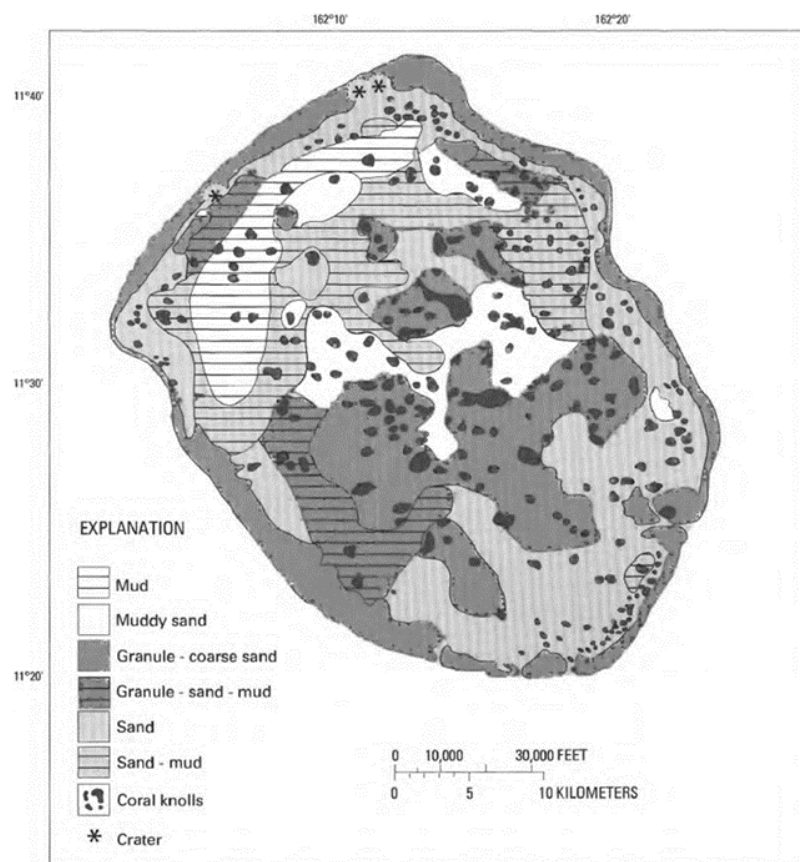 162°10′ 162°20′
11°40′
11°30′
11°20′
EXPLANATION
Mud
Muddy sand
Granule - coarse sand
Granule - sand - mud
Sand
Sand - mud
Coral knolls
Crater
0 10,000 30,000 FEET
0 5 10 KILOMETERS